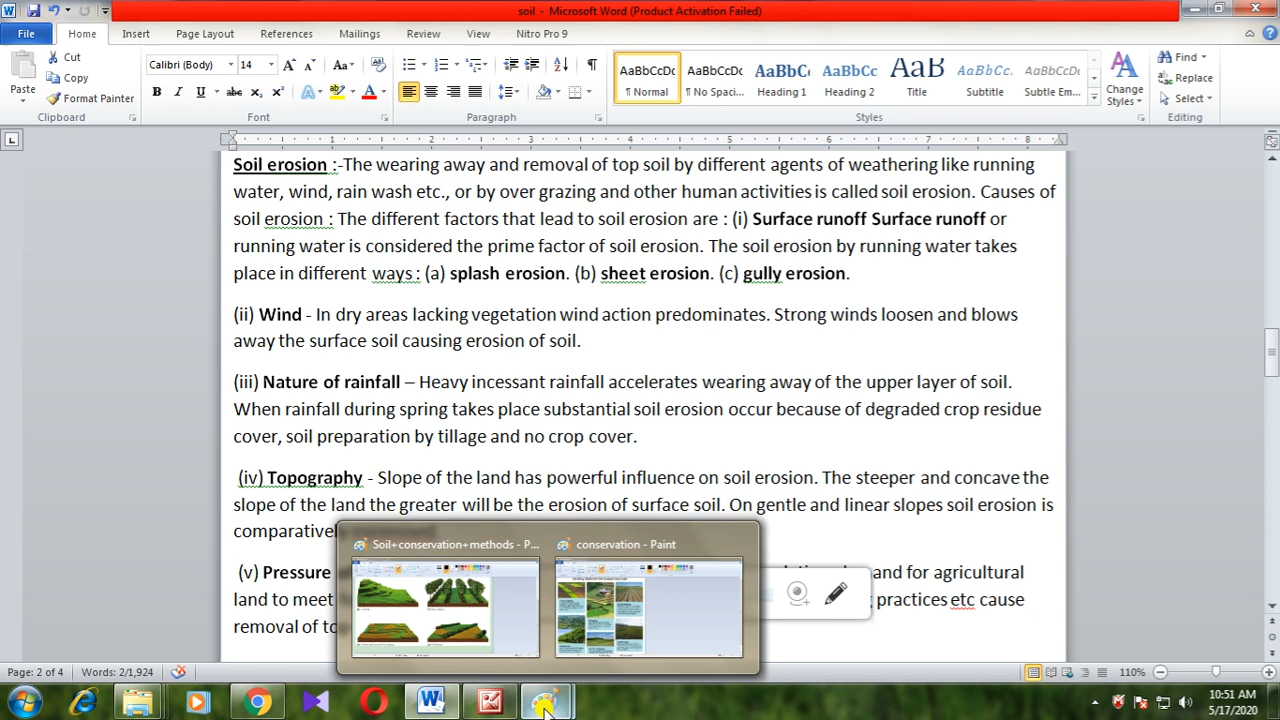 soil - Microsoft Word (Product Activation Failed)
File Home Insert Page Layout References Mailings Review View Nitro Pro 9
Paste Cut Copy Format Painter
Clipboard
Calibri (Body) 14
Font
Paragraph
AaBbCcDc AaBbCcDc AaBbCc AaBbCc AaB AaBbCcDc AaBbCcDc
¶ Normal ¶ No Spaci... Heading 1 Heading 2 Title Subtitle Subtle Em...
Change Styles
Styles
Find Replace Select
Editing
1 2 3 4 5 6 7 8
Soil erosion :-The wearing away and removal of top soil by different agents of weathering like running
water, wind, rain wash etc., or by over grazing and other human activities is called soil erosion. Causes of
soil erosion : The different factors that lead to soil erosion are : (i) Surface runoff Surface runoff or
running water is considered the prime factor of soil erosion. The soil erosion by running water takes
place in different ways : (a) splash erosion. (b) sheet erosion. (c) gully erosion.
(ii) Wind - In dry areas lacking vegetation wind action predominates. Strong winds loosen and blows
away the surface soil causing erosion of soil.
(iii) Nature of rainfall – Heavy incessant rainfall accelerates wearing away of the upper layer of soil.
When rainfall during spring takes place substantial soil erosion occur because of degraded crop residue
cover, soil preparation by tillage and no crop cover.
(iv) Topography - Slope of the land has powerful influence on soil erosion. The steeper and concave the
slope of the land the greater will be the erosion of surface soil. On gentle and linear slopes soil erosion is
comparatively
Soil+conservation+methods - P... conservation - Paint
(v) Pressure and for agricultural
land to meet practices etc cause
removal of
Page: 2 of 4 Words: 2/1,924 110%
10:51 AM
5/17/2020